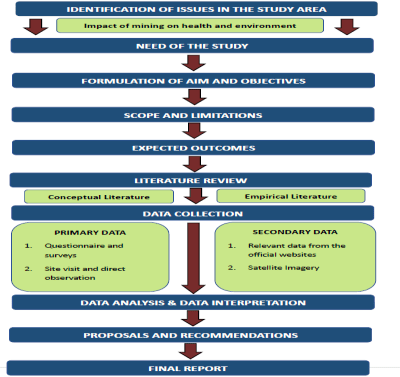 IDENTIFICATION OF ISSUES IN THE STUDY AREA
Impact of mining on health and environment
NEED OF THE STUDY
FORMULATION OF AIM AND OBJECTIVES
SCOPE AND LIMITATIONS
EXPECTED OUTCOMES
LITERATURE REVIEW
Conceptual Literature
Empirical Literature
DATA COLLECTION
PRIMARY DATA
1. Questionnaire and
surveys
2. Site visit and direct
observation
SECONDARY DATA
1. Relevant data from the
official websites
2. Satellite Imagery
DATA ANALYSIS & DATA INTERPRETATION
PROPOSALS AND RECOMMENDATIONS
FINAL REPORT